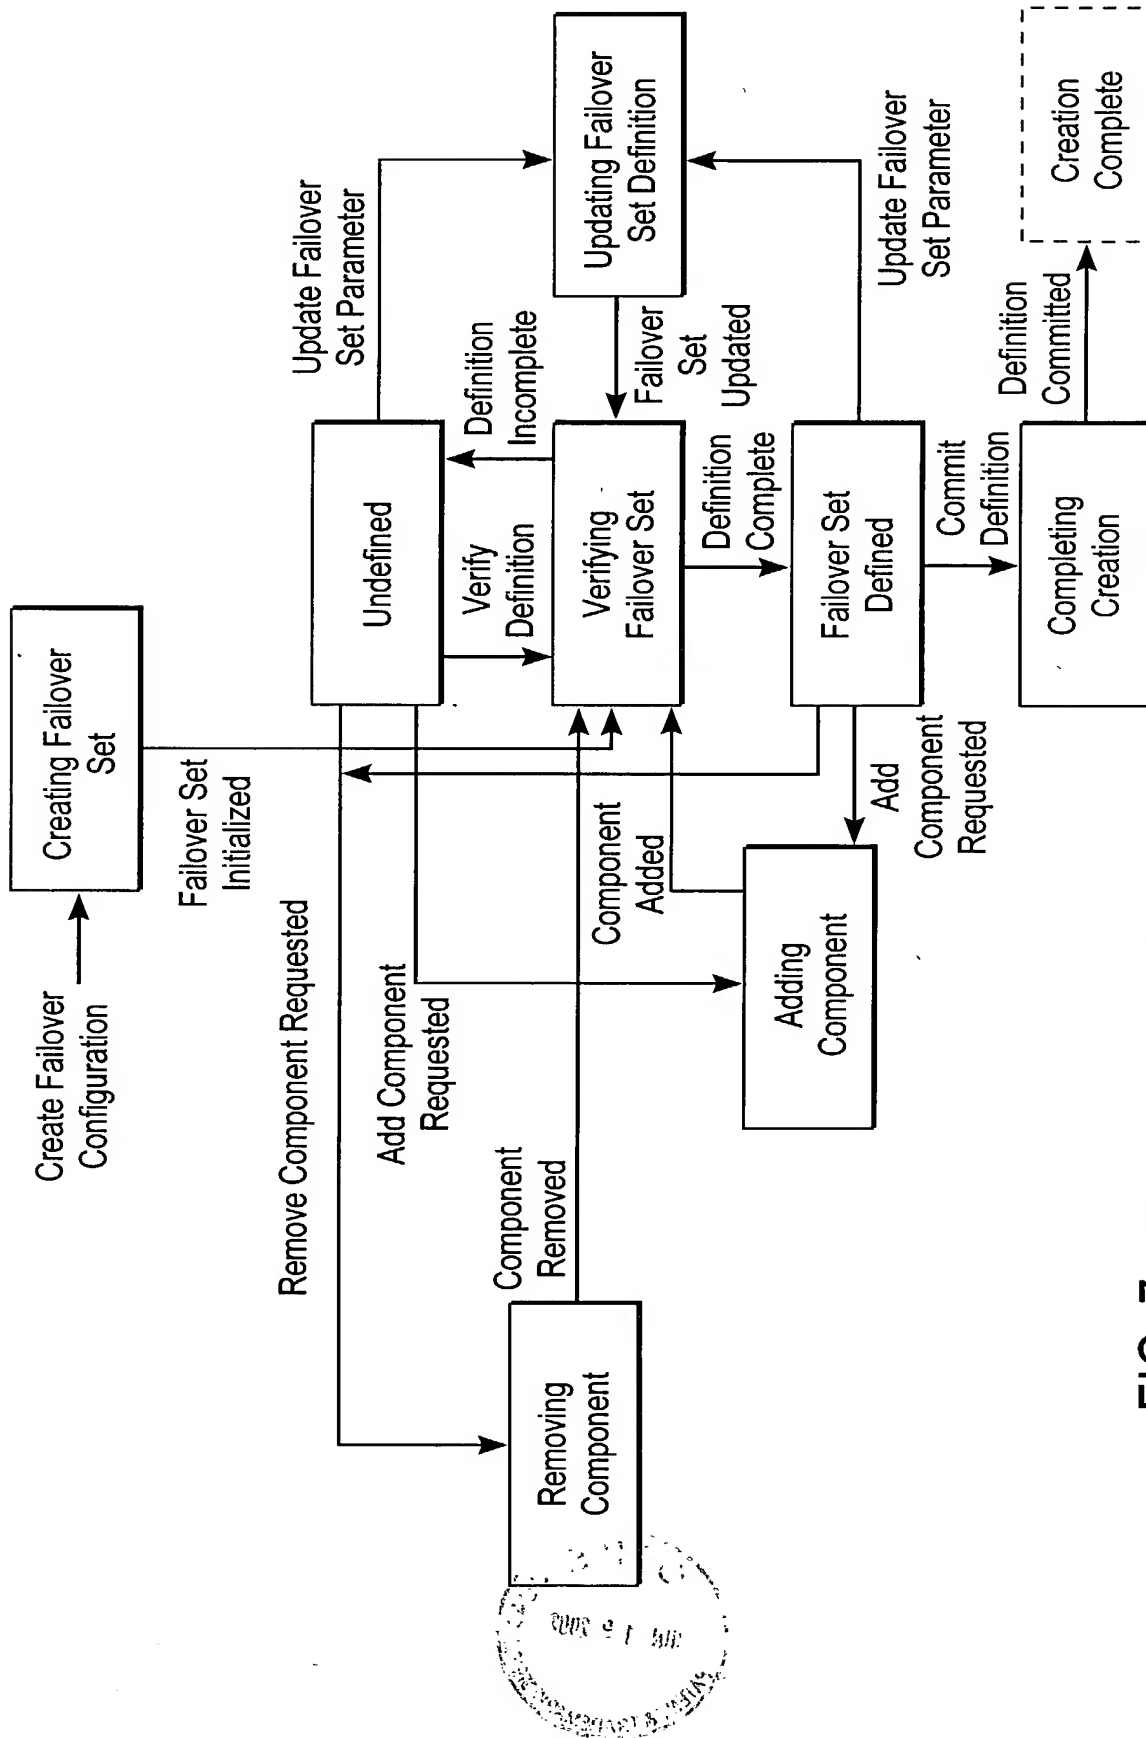 Create Failover
Configuration
Creating Failover
Set
Failover Set
Initialized
Remove Component Requested
Add Component
Requested
Undefined
Update Failover
Set Parameter
Verify
Definition
Definition
Incomplete
Component
Removed
Removing
Component
Component
Added
Verifying
Failover Set
Failover
Set
Updated
Updating Failover
Set Definition
Definition
Complete
Adding
Component
Add
Component
Requested
Failover Set
Defined
Update Failover
Set Parameter
Commit
Definition
Completing
Creation
Definition
Committed
Creation
Complete